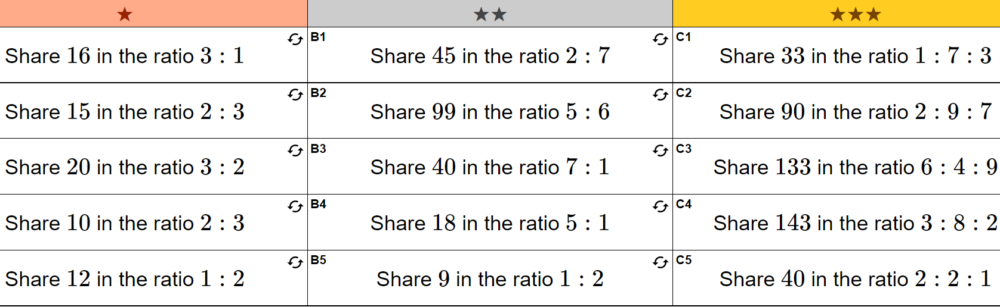 ★
★★
★★★
Share 16 in the ratio 3 : 1
B1
Share 45 in the ratio 2 : 7
C1
Share 33 in the ratio 1 : 7 : 3
Share 15 in the ratio 2 : 3
B2
Share 99 in the ratio 5 : 6
C2
Share 90 in the ratio 2 : 9 : 7
Share 20 in the ratio 3 : 2
B3
Share 40 in the ratio 7 : 1
C3
Share 133 in the ratio 6 : 4 : 9
Share 10 in the ratio 2 : 3
B4
Share 18 in the ratio 5 : 1
C4
Share 143 in the ratio 3 : 8 : 2
Share 12 in the ratio 1 : 2
B5
Share 9 in the ratio 1 : 2
C5
Share 40 in the ratio 2 : 2 : 1